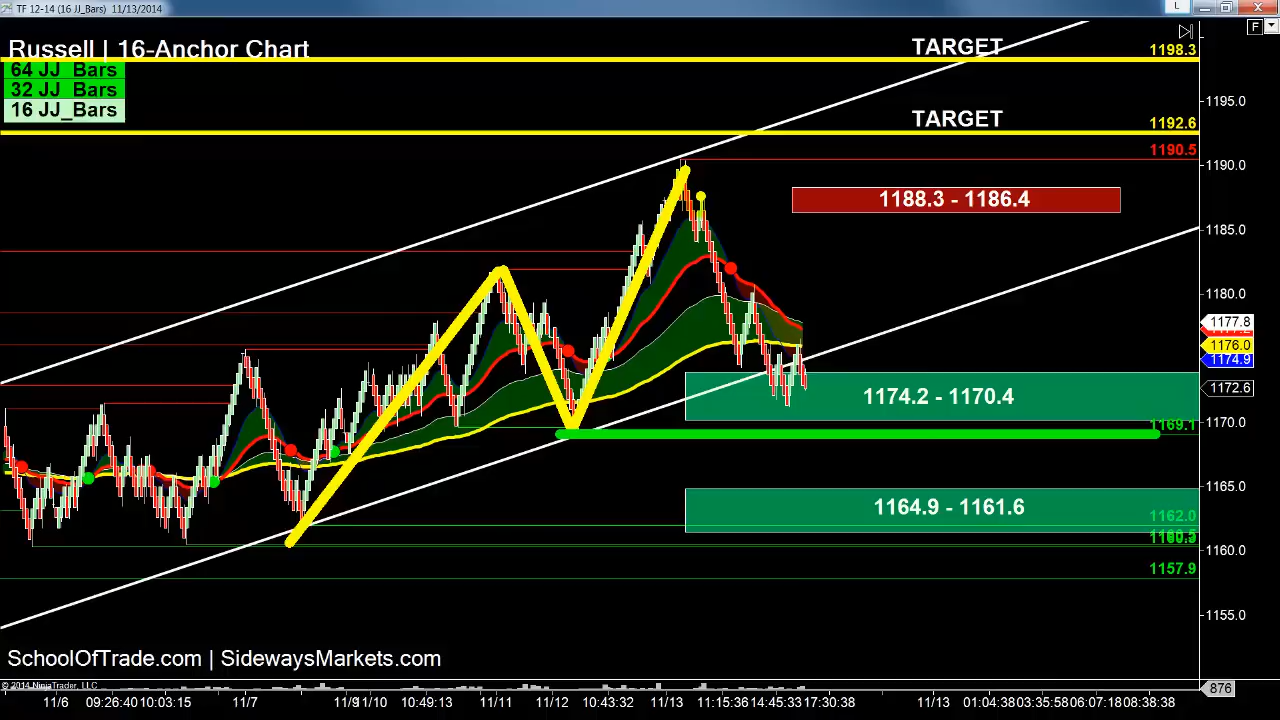 TF 12-14 (16 JJ_Bars) 11/13/2014
L
F
Russell | 16-Anchor Chart
64 JJ_Bars
32 JJ_Bars
16 JJ_Bars
TARGET
1198.3
1195.0
TARGET
1192.6
1190.5
1190.0
1188.3 - 1186.4
1185.0
1180.0
1177.8
1176.0
1174.9
1174.2 - 1170.4
1172.6
1170.0
1169.1
1165.0
1164.9 - 1161.6
1162.0
1160.0
1157.9
1155.0
SchoolOfTrade.com | SidewaysMarkets.com
© 2014 NinjaTrader, LLC
876
11/6 09:26:40 10:03:15 11/7 11/10 10:49:13 11/11 11/12 10:43:32 11/13 11:15:36 14:45:33 17:30:38 11/13 01:04:38 03:35:58 06:07:18 08:38:38